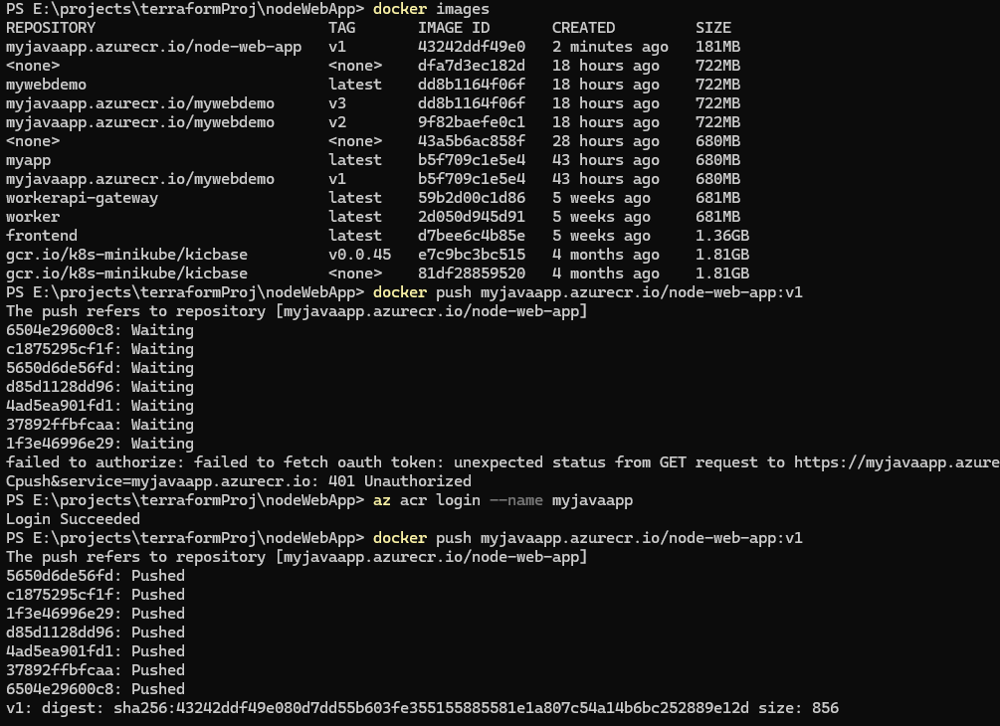 PS E:\projects\terraformProj\nodeWebApp> docker images
REPOSITORY                          TAG       IMAGE ID       CREATED         SIZE
myjavaapp.azurecr.io/node-web-app   v1        43242ddf49e0   2 minutes ago   181MB
<none>                              <none>    dfa7d3ec182d   18 hours ago    722MB
mywebdemo                           latest    dd8b1164f06f   18 hours ago    722MB
myjavaapp.azurecr.io/mywebdemo      v3        dd8b1164f06f   18 hours ago    722MB
myjavaapp.azurecr.io/mywebdemo      v2        9f82baefe0c1   18 hours ago    722MB
<none>                              <none>    43a5b6ac858f   28 hours ago    680MB
myapp                               latest    b5f709c1e5e4   43 hours ago    680MB
myjavaapp.azurecr.io/mywebdemo      v1        b5f709c1e5e4   43 hours ago    680MB
workerapi-gateway                   latest    59b2d00c1d86   5 weeks ago     681MB
worker                              latest    2d050d945d91   5 weeks ago     681MB
frontend                            latest    d7bee6c4b85e   5 weeks ago     1.36GB
gcr.io/k8s-minikube/kicbase         v0.0.45   e7c9bc3bc515   4 months ago    1.81GB
gcr.io/k8s-minikube/kicbase         <none>    81df28859520   4 months ago    1.81GB
PS E:\projects\terraformProj\nodeWebApp> docker push myjavaapp.azurecr.io/node-web-app:v1
The push refers to repository [myjavaapp.azurecr.io/node-web-app]
6504e29600c8: Waiting
c1875295cf1f: Waiting
5650d6de56fd: Waiting
d85d1128dd96: Waiting
4ad5ea901fd1: Waiting
37892ffbfcaa: Waiting
1f3e46996e29: Waiting
failed to authorize: failed to fetch oauth token: unexpected status from GET request to https://myjavaapp.azure
Cpush&service=myjavaapp.azurecr.io: 401 Unauthorized
PS E:\projects\terraformProj\nodeWebApp> az acr login --name myjavaapp
Login Succeeded
PS E:\projects\terraformProj\nodeWebApp> docker push myjavaapp.azurecr.io/node-web-app:v1
The push refers to repository [myjavaapp.azurecr.io/node-web-app]
5650d6de56fd: Pushed
c1875295cf1f: Pushed
1f3e46996e29: Pushed
d85d1128dd96: Pushed
4ad5ea901fd1: Pushed
37892ffbfcaa: Pushed
6504e29600c8: Pushed
v1: digest: sha256:43242ddf49e080d7dd55b603fe355155885581e1a807c54a14b6bc252889e12d size: 856